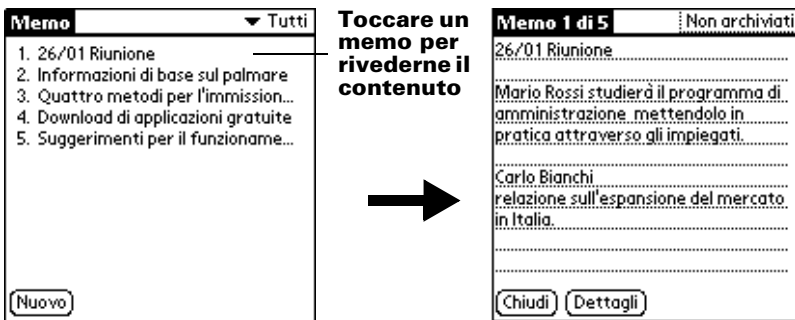 Memo
Tutti
1. 26/01 Riunione
2. Informazioni di base sul palmare
3. Quattro metodi per l'immission...
4. Download di applicazioni gratuite
5. Suggerimenti per il funzioname...
Nuovo
Toccare un
memo per
rivederne il
contenuto
Memo 1 di 5
Non archiviati
26/01 Riunione
Mario Rossi studierà il programma di
amministrazione mettendolo in
pratica attraverso gli impiegati.
Carlo Bianchi
relazione sull'espansione del mercato
in Italia.
Chiudi
Dettagli